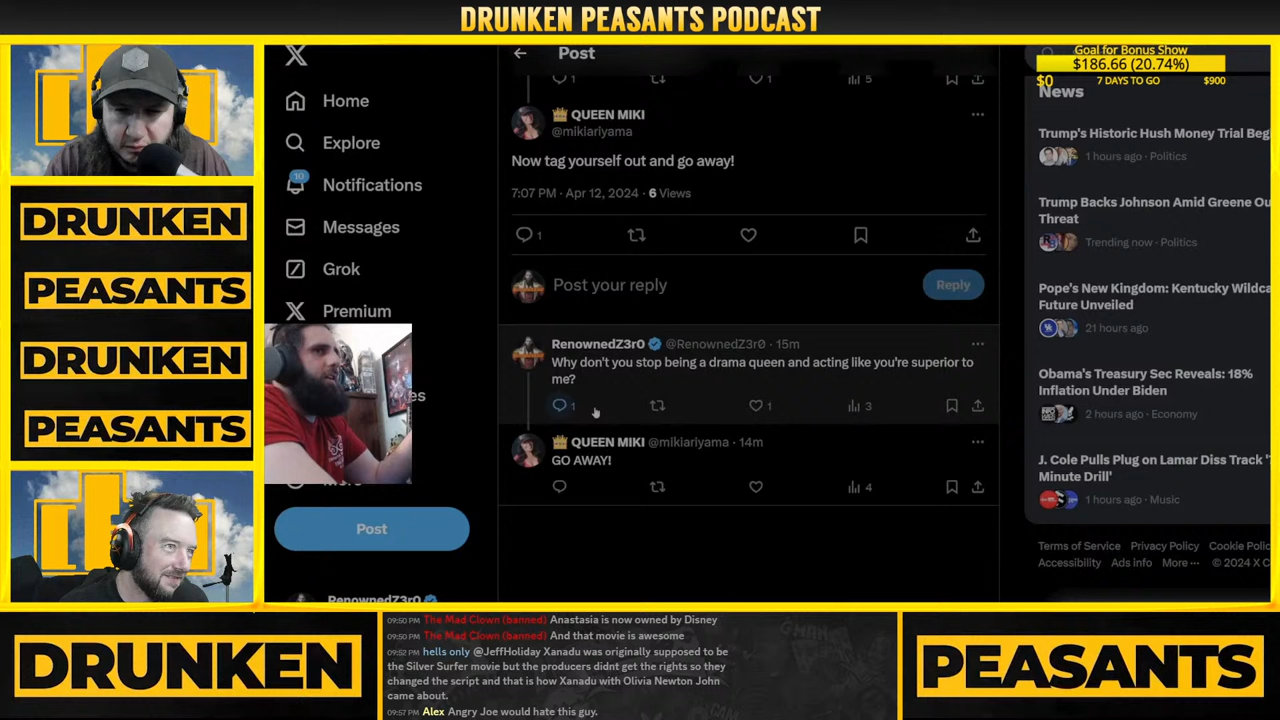 DRUNKEN PEASANTS PODCAST
Goal for Bonus Show
$186.66 (20.74%)
$0
7 DAYS TO GO
$900
DRUNKEN
PEASANTS
DRUNKEN
PEASANTS
Home
Explore
10
Notifications
Messages
Grok
Premium
Post
Post
1
1
5
QUEEN MIKI
@mikiariyama
Now tag yourself out and go away!
7:07 PM · Apr 12, 2024 · 6 Views
1
Post your reply
Reply
RenownedZ3r0 @RenownedZ3r0 · 15m
Why don't you stop being a drama queen and acting like you're superior to
me?
1
1
3
QUEEN MIKI @mikiariyama · 14m
GO AWAY!
4
News
Trump's Historic Hush Money Trial Beg
1 hours ago · Politics
Trump Backs Johnson Amid Greene Ou
Threat
Trending now · Politics
Pope's New Kingdom: Kentucky Wildca
Future Unveiled
21 hours ago
Obama's Treasury Sec Reveals: 18%
Inflation Under Biden
2 hours ago · Economy
J. Cole Pulls Plug on Lamar Diss Track '7
Minute Drill'
1 hours ago · Music
Terms of Service Privacy Policy Cookie Polic
Accessibility Ads info More ··· © 2024 X C
DRUNKEN
09:50 PM The Mad Clown (banned) Anastasia is now owned by Disney
09:50 PM The Mad Clown (banned) And that movie is awesome
09:52 PM hells only @JeffHoliday Xanadu was originally supposed to
be the Silver Surfer movie but the producers didnt get the rights so they
changed the script and that is how Xanadu with Olivia Newton John
came about.
09:57 PM Alex Angry Joe would hate this guy.
PEASANTS